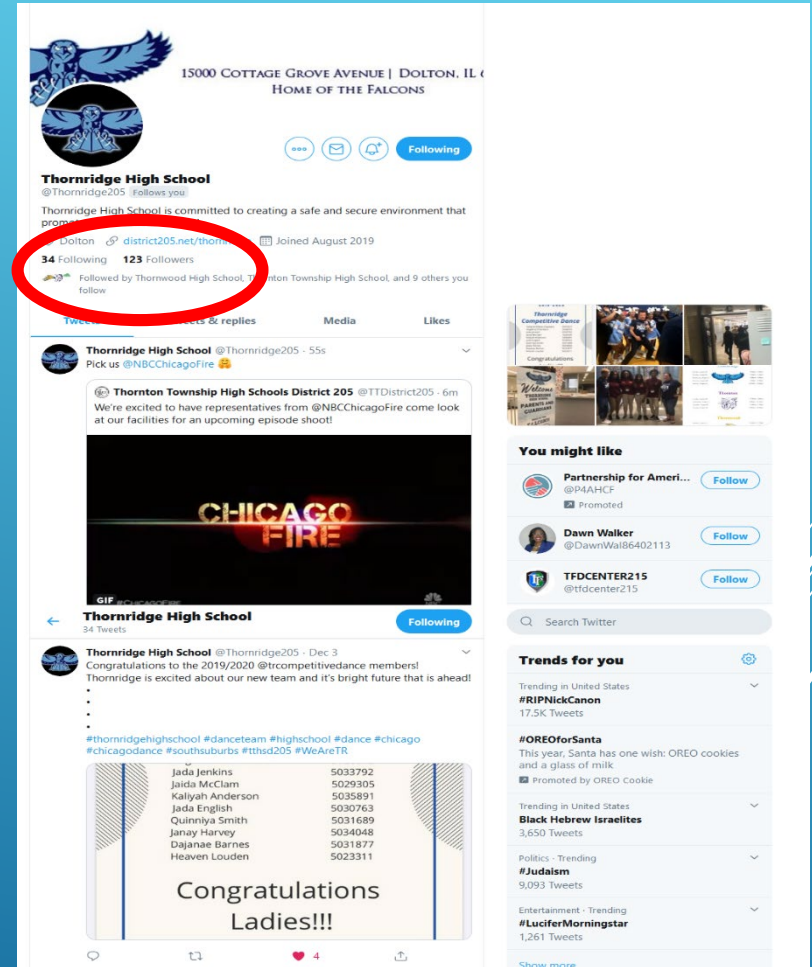 15000 COTTAGE GROVE AVENUE | DOLTON, IL
HOME OF THE FALCONS
Following
Thornridge High School
@Thornridge205 Follows you
Thornridge High School is committed to creating a safe and secure environment that
Dolton district205.net/ Joined August 2019
34 Following 123 Followers
Followed by Thornwood High School, Township High School, and 9 others you
follow
& replies Media Likes
Thornridge High School @Thornridge205 · 55s
Pick us @NBCChicagoFire 🤗
Thornton Township High Schools District 205 @TTDistrict205 · 6m
We're excited to have representatives from @NBCChicagoFire come look
at our facilities for an upcoming episode shoot!
CHICAGO
FIRE
GIF #CHICAGOFIRE
Thornridge High School
34 Tweets
Following
Thornridge High School @Thornridge205 · Dec 3
Congratulations to the 2019/2020 @trcompetitivedance members!
Thornridge is excited about our new team and it's bright future that is ahead!
•
•
•
•
#thornridgehighschool #danceteam #highschool #dance #chicago
#chicagodance #southsuburbs #tthsd205 #WeAreTR
Jada Jenkins 5033792
Jaida McClam 5029305
Kaliyah Anderson 5035891
Jada English 5030763
Quinniya Smith 5031689
Janay Harvey 5034048
Dajanae Barnes 5031877
Heaven Louden 5023311
Congratulations
Ladies!!!
4
Thornridge
Competitive Dance
Congratulations
Welcome
THORNRIDGE
PARENTS AND
GUARDIANS
You might like
Partnership for Ameri...
@P4AHCF
Promoted
Follow
Dawn Walker
@DawnWal86402113
Follow
TFDCENTER215
@tfdcenter215
Follow
Search Twitter
Trends for you
Trending in United States
#RIPNickCanon
17.5K Tweets
#OREOforSanta
This year, Santa has one wish: OREO cookies
and a glass of milk
Promoted by OREO Cookie
Trending in United States
Black Hebrew Israelites
3,650 Tweets
Politics · Trending
#Judaism
9,093 Tweets
Entertainment · Trending
#LuciferMorningstar
1,261 Tweets
Show more